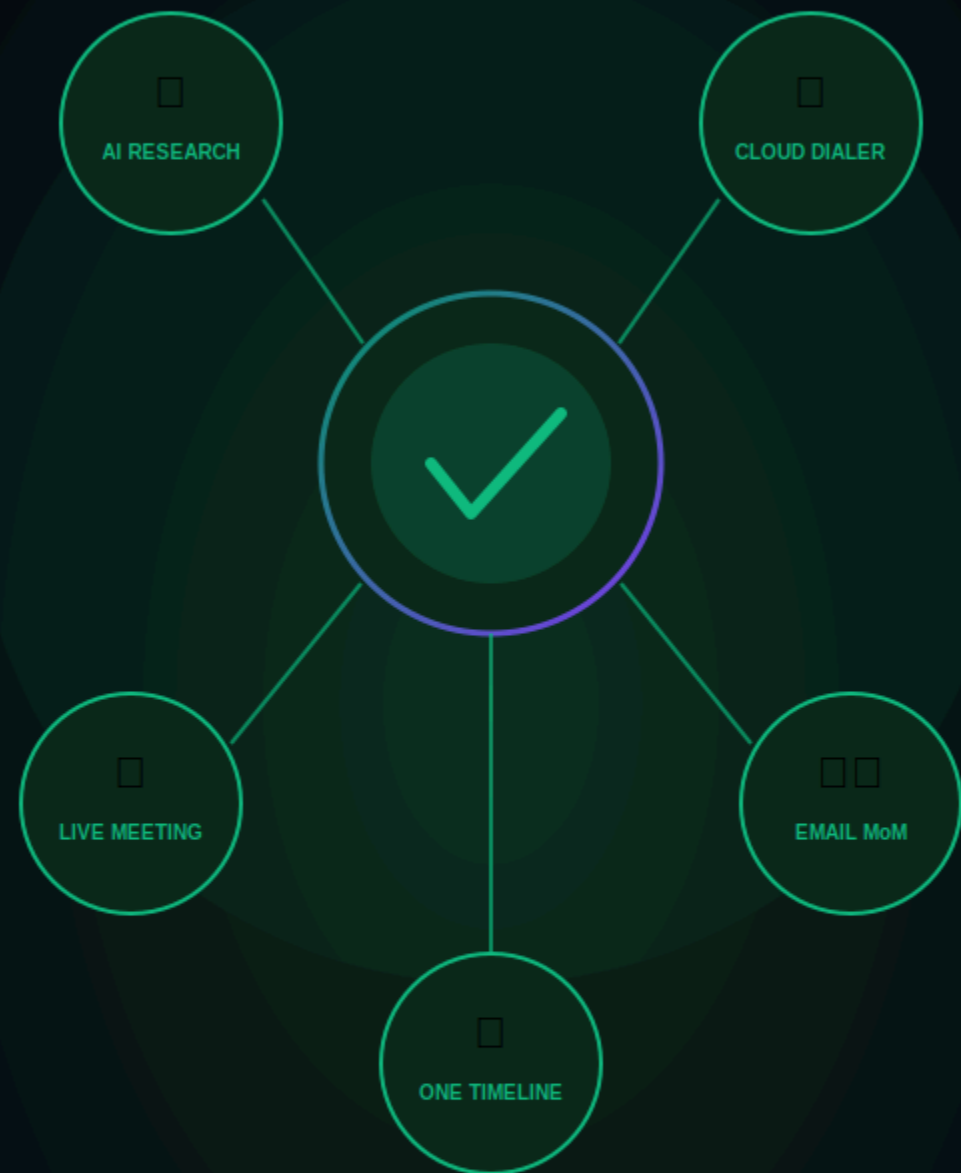 AI RESEARCH
CLOUD DIALER
LIVE MEETING
EMAIL MoM
ONE TIMELINE